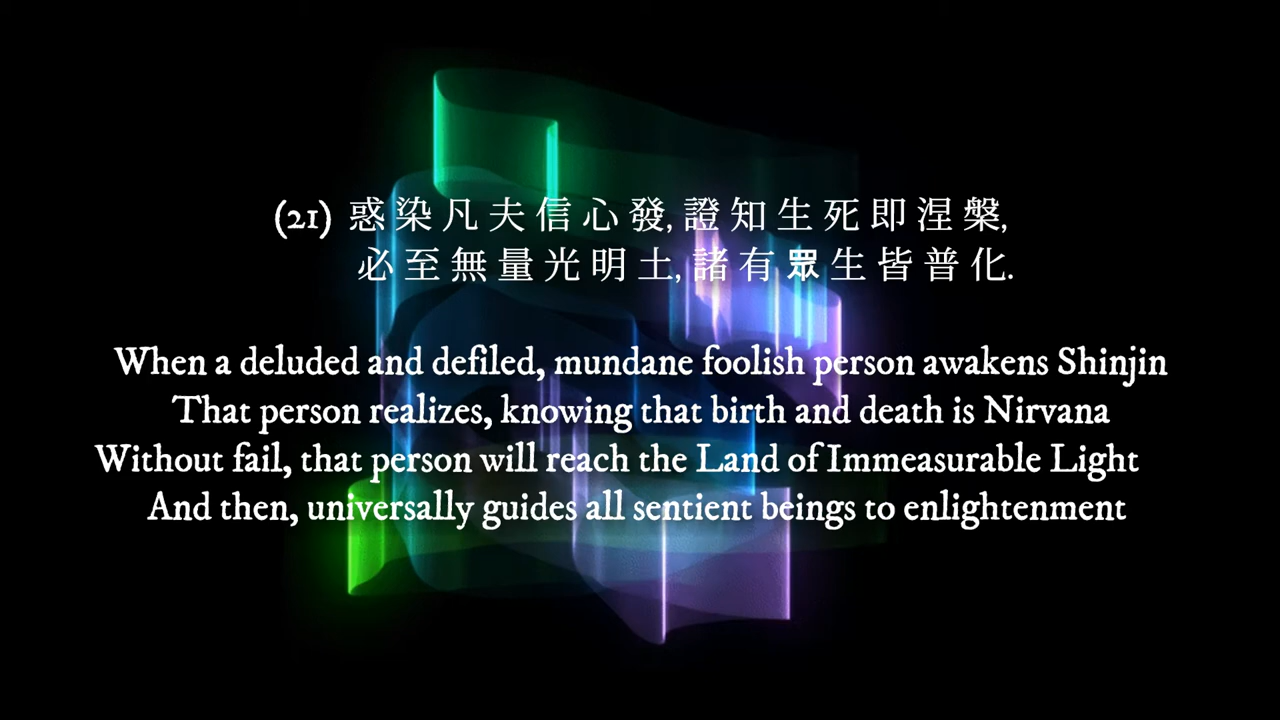 (21) 惑染凡夫信心發, 證知生死即涅槃,
必至無量光明土, 諸有眾生皆普化.
When a deluded and defiled, mundane foolish person awakens Shinjin
That person realizes, knowing that birth and death is Nirvana
Without fail, that person will reach the Land of Immeasurable Light
And then, universally guides all sentient beings to enlightenment